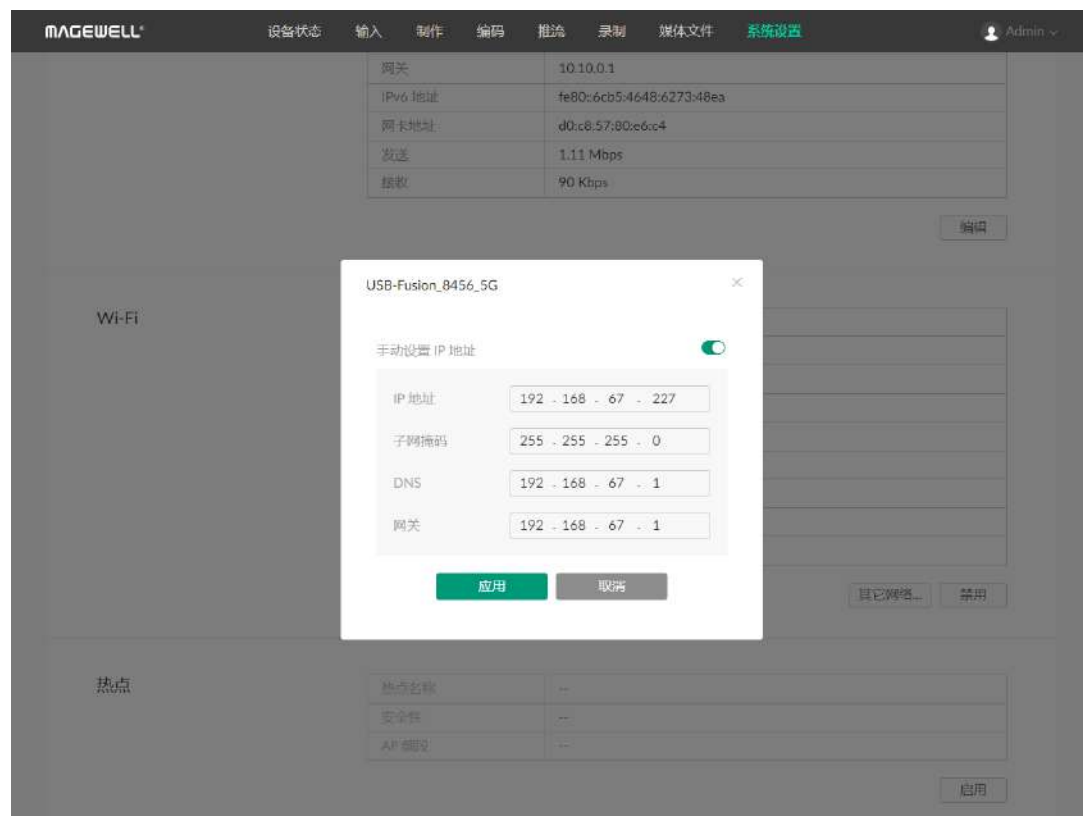 MAGEWELL 设备状态 输入 制作 编码 推流 录制 媒体文件 系统设置 Admin
网关 10.10.0.1
IPv6 地址 fe80::6cb5:4648:6273:48ea
网卡地址 d0:c8:57:80:e6:c4
发送 1.11 Mbps
接收 90 Kbps
编辑
USB-Fusion_8456_5G
Wi-Fi
手动设置 IP 地址
IP 地址 192 . 168 . 67 . 227
子网掩码 255 . 255 . 255 . 0
DNS 192 . 168 . 67 . 1
网关 192 . 168 . 67 . 1
应用 取消
其它网络... 禁用
热点
热点名称 --
安全性 --
AP 频段 --
启用